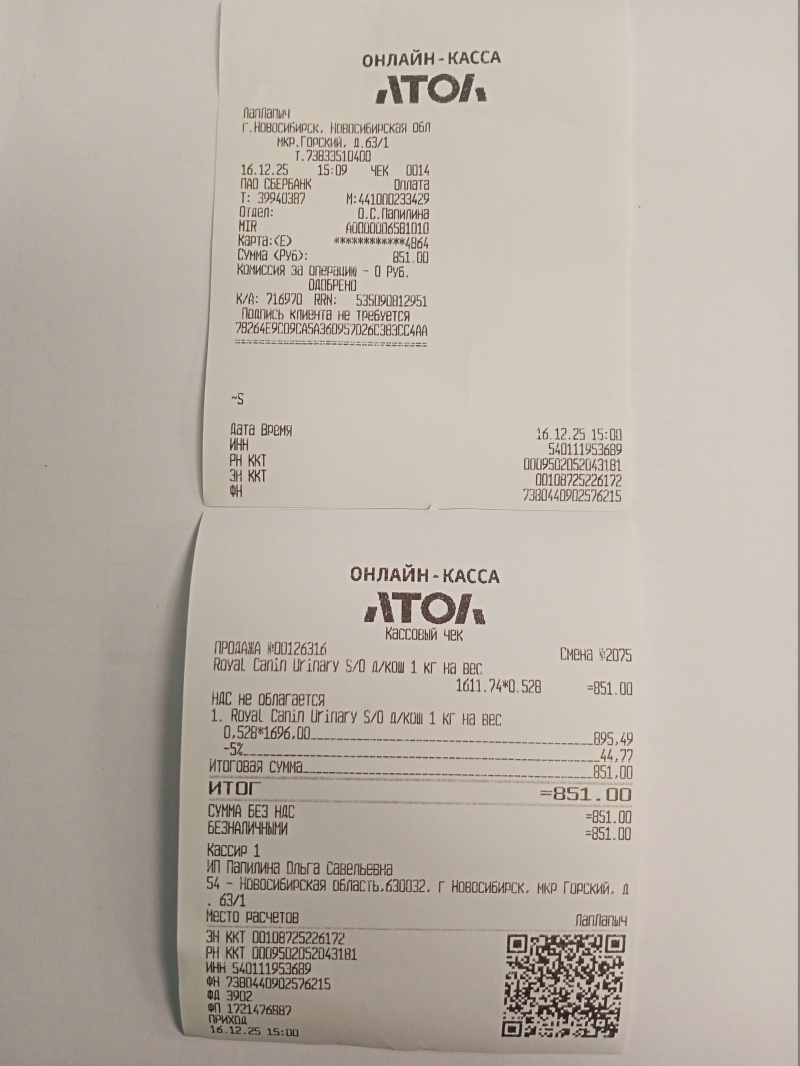 ОНЛАЙН-КАССА
АТОЛ
ЛапЛапыч
г.Новосибирск, Новосибирская обл
мкр.Горский, д.63/1
Т.73833510400
16.12.25 15:09 ЧЕК 0014
ПАО СБЕРБАНК Оплата
Т: 39940387 М:441000233429
Отдел: О.С.Папилина
MIR A0000006581010
Карта:(E) ************4864
Сумма (Руб): 851.00
Комиссия за операцию - 0 Руб.
ОДОБРЕНО
К/А: 716970 RRN: 535090812951
Подпись клиента не требуется
78264E9C09CA5A360957026C383CC4AA
================================
~S
Дата Время 16.12.25 15:00
ИНН 540111953689
РН ККТ 0009502052043181
ЗН ККТ 00108725226172
ФН 7380440902576215
ОНЛАЙН-КАССА
АТОЛ
Кассовый чек
ПРОДАЖА №00126316 Смена №2075
Royal Canin Urinary S/O д/кош 1 кг на вес
1611.74*0.528 =851.00
НДС не облагается
1. Royal Canin Urinary S/O д/кош 1 кг на вес
0,528*1696,00 895,49
-5% 44,77
Итоговая сумма 851,00
ИТОГ =851.00
СУММА БЕЗ НДС =851.00
БЕЗНАЛИЧНЫМИ =851.00
Кассир 1
ИП Папилина Ольга Савельевна
54 - Новосибирская область,630032, г Новосибирск, мкр Горский, д
. 63/1
Место расчетов ЛапЛапыч
ЗН ККТ 00108725226172
РН ККТ 0009502052043181
ИНН 540111953689
ФН 7380440902576215
ФД 3902
ФП 1721476887
ПРИХОД
16.12.25 15:00